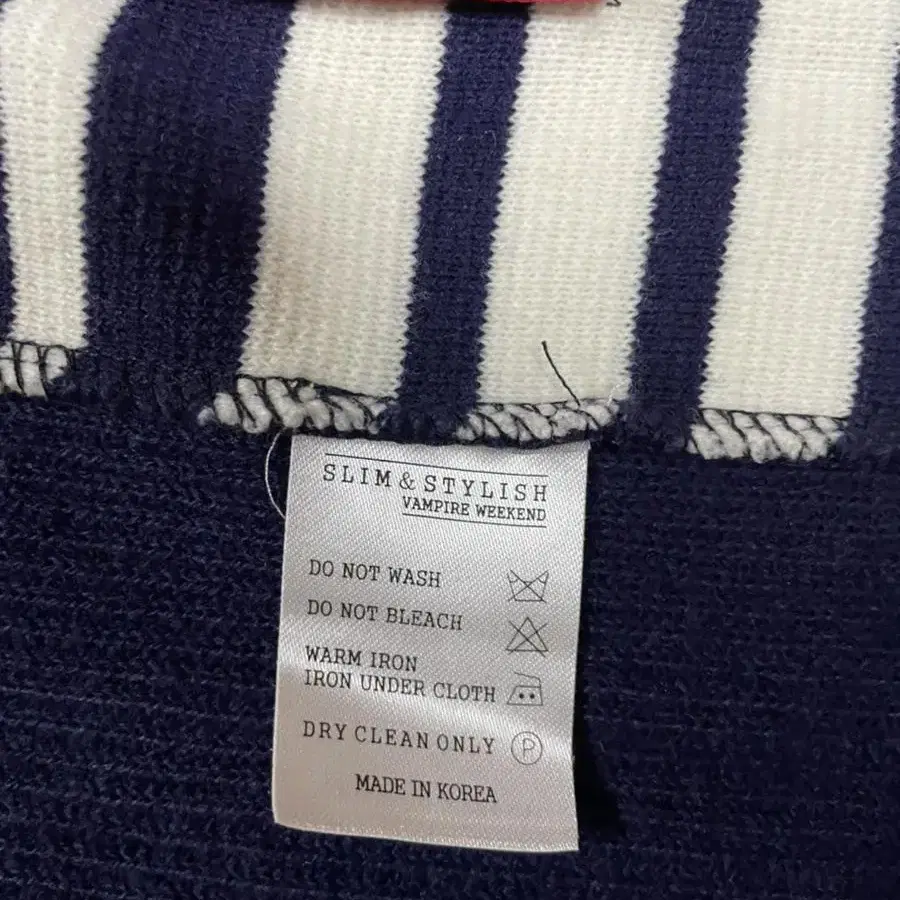 SLIM & STYLISH
VAMPIRE WEEKEND
DO NOT WASH
DO NOT BLEACH
WARM IRON
IRON UNDER CLOTH
DRY CLEAN ONLY P
MADE IN KOREA